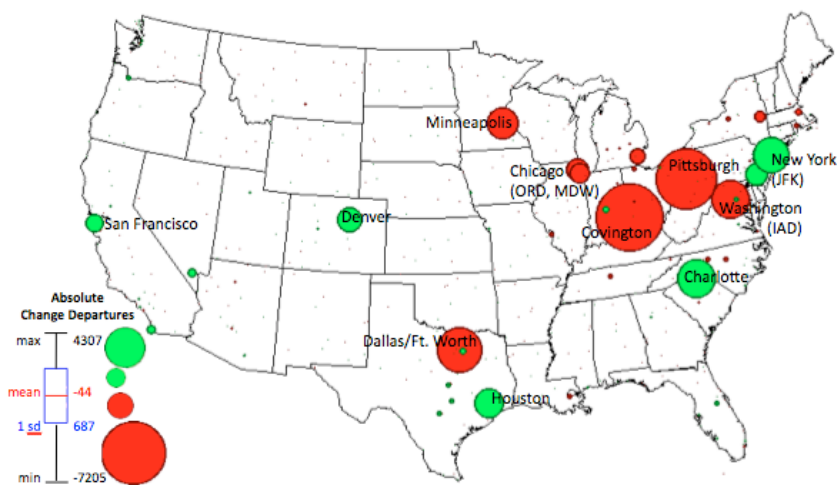 Minneapolis
Chicago
(ORD, MDW)
Pittsburgh
New York
(JFK)
Washington
(IAD)
Covington
San Francisco
Denver
Charlotte
Dallas/Ft. Worth
Houston
Absolute
Change Departures
max 4307
mean -44
1 sd 687
min -7205